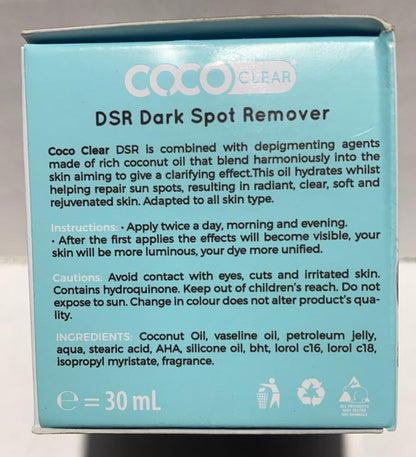 COCO CLEAR
DSR Dark Spot Remover
Coco Clear DSR is combined with depigmenting agents
made of rich coconut oil that blend harmoniously into the
skin aiming to give a clarifying effect.This oil hydrates whilst
helping repair sun spots, resulting in radiant, clear, soft and
rejuvenated skin. Adapted to all skin type.
Instructions: • Apply twice a day, morning and evening.
• After the first applies the effects will become visible, your
skin will be more luminous, your dye more unified.
Cautions: Avoid contact with eyes, cuts and irritated skin.
Contains hydroquinone. Keep out of children's reach. Do not
expose to sun. Change in colour does not alter product's qua-
lity.
INGREDIENTS: Coconut Oil, vaseline oil, petroleum jelly,
aqua, stearic acid, AHA, silicone oil, bht, lorol c16, lorol c18,
isopropyl myristate, fragrance.
℮ = 30 mL
ALL PRODUCTS
NOT TESTED
ON ANIMALS